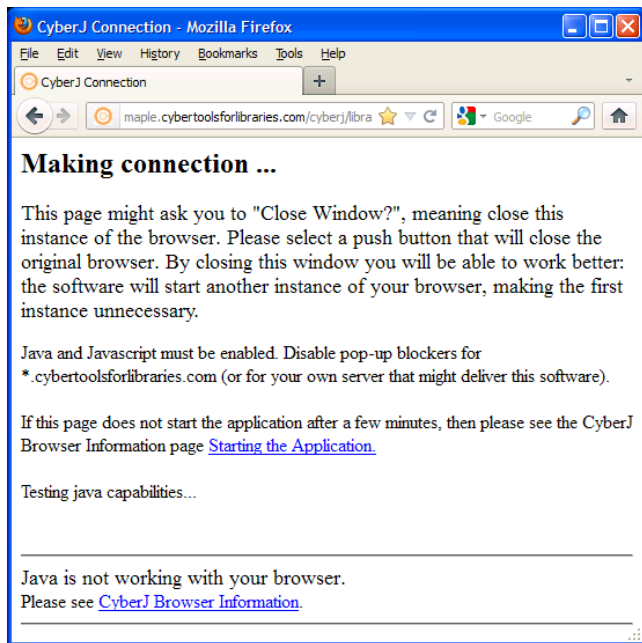 CyberJ Connection - Mozilla Firefox
File Edit View History Bookmarks Tools Help
CyberJ Connection
maple.cybertoolsforlibraries.com/cyberj/libra
Google
Making connection ...
This page might ask you to "Close Window?", meaning close this
instance of the browser. Please select a push button that will close the
original browser. By closing this window you will be able to work better:
the software will start another instance of your browser, making the first
instance unnecessary.
Java and Javascript must be enabled. Disable pop-up blockers for
*.cybertoolsforlibraries.com (or for your own server that might deliver this software).
If this page does not start the application after a few minutes, then please see the CyberJ
Browser Information page Starting the Application.
Testing java capabilities...
Java is not working with your browser.
Please see CyberJ Browser Information.